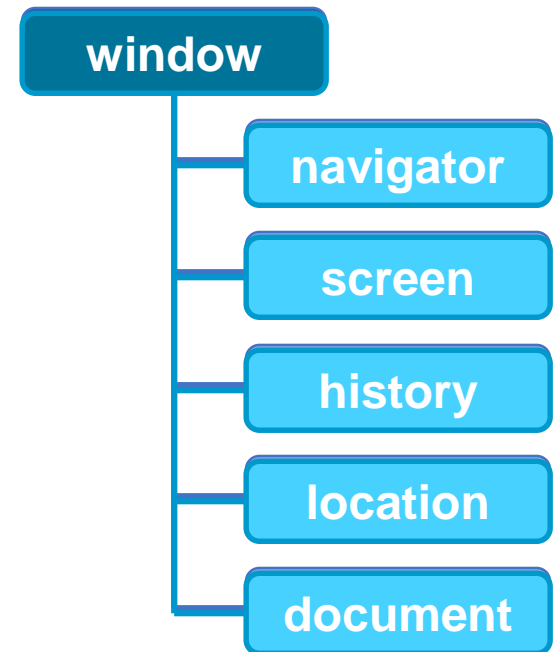 window
navigator
screen
history
location
document